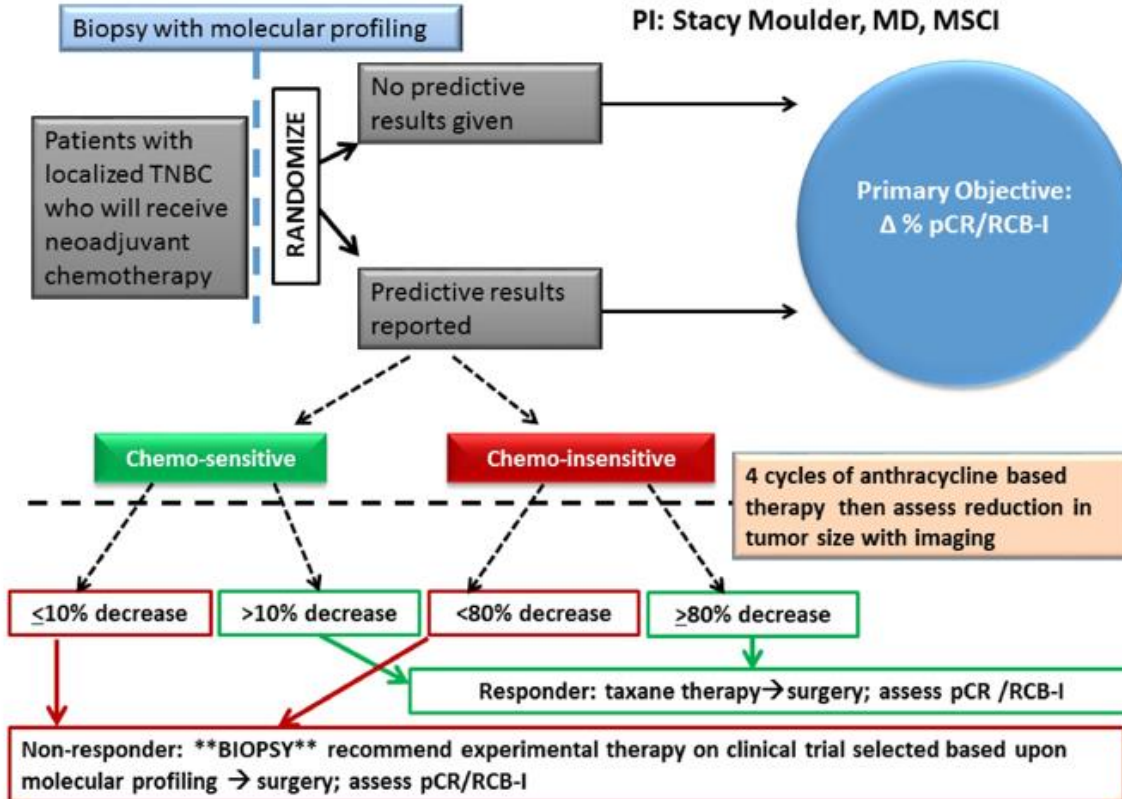 Biopsy with molecular profiling
PI: Stacy Moulder, MD, MSCI
Patients with
localized TNBC
who will receive
neoadjuvant
chemotherapy
RANDOMIZE
No predictive
results given
Predictive results
reported
Primary Objective:
Δ % pCR/RCB-I
Chemo-sensitive
Chemo-insensitive
4 cycles of anthracycline based
therapy then assess reduction in
tumor size with imaging
≤10% decrease
>10% decrease
<80% decrease
≥80% decrease
Responder: taxane therapy→surgery; assess pCR /RCB-I
Non-responder: **BIOPSY** recommend experimental therapy on clinical trial selected based upon
molecular profiling → surgery; assess pCR/RCB-I